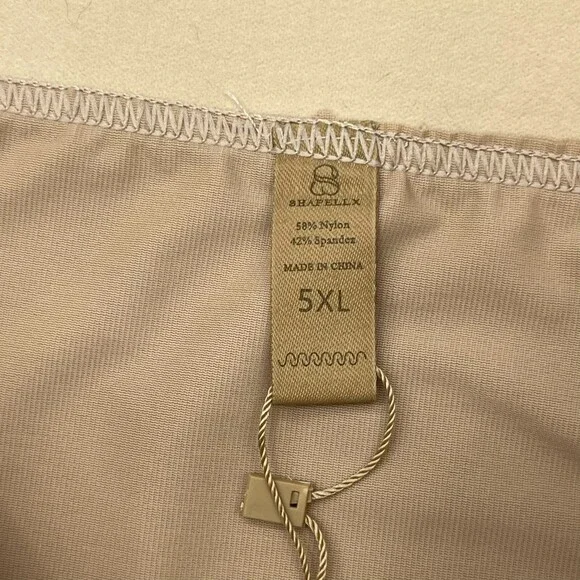 SHAPELLX
58% Nylon
42% Spandex
MADE IN CHINA
5XL